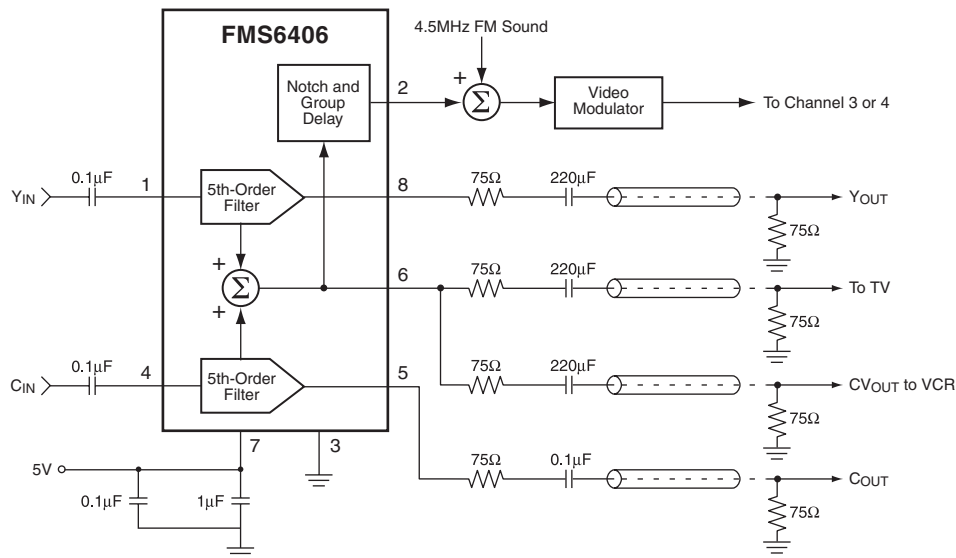 FMS6406
4.5MHz FM Sound
+
Notch and
Group
Delay
2
Σ
Video
Modulator
To Channel 3 or 4
0.1μF
YIN
1
5th-Order
Filter
8
75Ω
220μF
YOUT
75Ω
+
Σ
+
6
75Ω
220μF
To TV
75Ω
0.1μF
CIN
4
5th-Order
Filter
5
75Ω
220μF
CVOUT to VCR
75Ω
7
3
5V
0.1μF
1μF
75Ω
0.1μF
COUT
75Ω